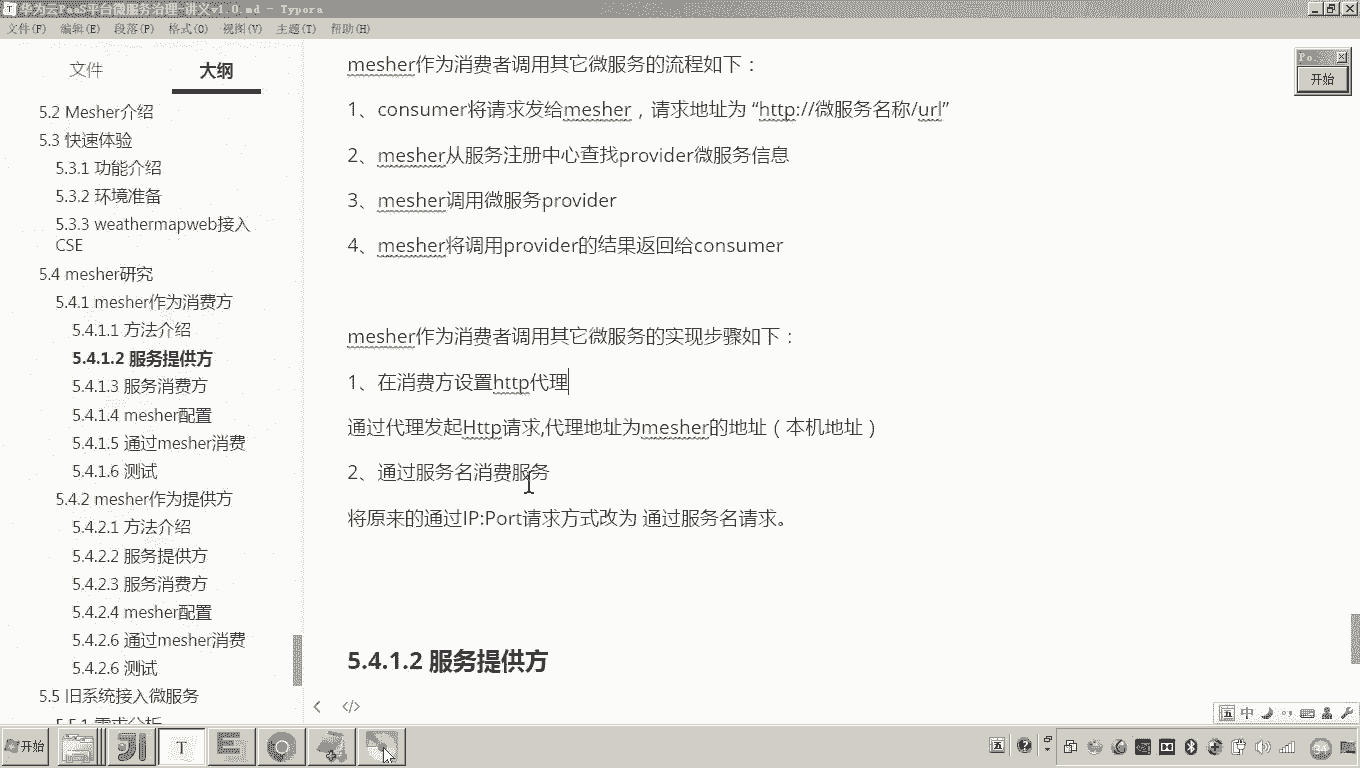 华为云PaaS平台微服务治理-讲义v1.0.md - Typora
文件(F) 编辑(E) 段落(P) 格式(O) 视图(V) 主题(T) 帮助(H)
文件 大纲
5.2 Mesher介绍
5.3 快速体验
5.3.1 功能介绍
5.3.2 环境准备
5.3.3 weathermapweb接入
CSE
5.4 mesher研究
5.4.1 mesher作为消费方
5.4.1.1 方法介绍
5.4.1.2 服务提供方
5.4.1.3 服务消费方
5.4.1.4 mesher配置
5.4.1.5 通过mesher消费
5.4.1.6 测试
5.4.2 mesher作为提供方
5.4.2.1 方法介绍
5.4.2.2 服务提供方
5.4.2.3 服务消费方
5.4.2.4 mesher配置
5.4.2.6 通过mesher消费
5.4.2.6 测试
5.5 旧系统接入微服务
5.5.1 需求分析
mesher作为消费者调用其它微服务的流程如下：
1、consumer将请求发给mesher，请求地址为 “http://微服务名称/url”
2、mesher从服务注册中心查找provider微服务信息
3、mesher调用微服务provider
4、mesher将调用provider的结果返回给consumer
mesher作为消费者调用其它微服务的实现步骤如下：
1、在消费方设置http代理
通过代理发起Http请求,代理地址为mesher的地址（本机地址）
2、通过服务名消费服务
将原来的通过IP:Port请求方式改为 通过服务名请求。
5.4.1.2 服务提供方
Po..
开始
中
开始